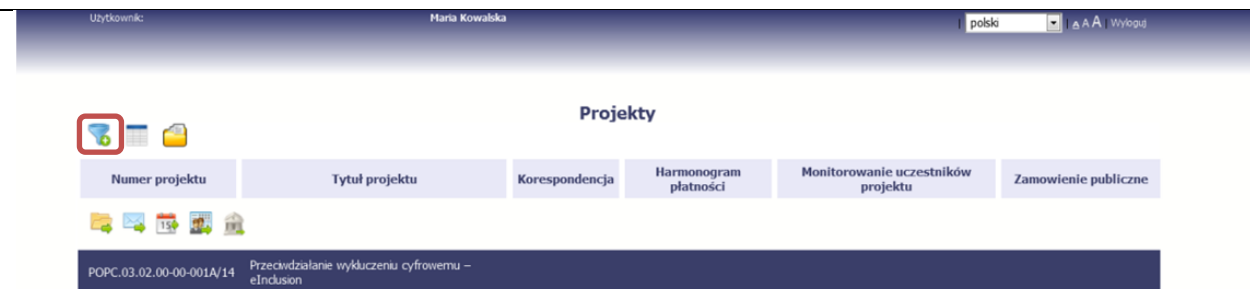 Użytkownik: Maria Kowalska | polski | A A A | Wyloguj
Projekty
Numer projektu Tytuł projektu Korespondencja Harmonogram płatności Monitorowanie uczestników projektu Zamowienie publiczne
15
POPC.03.02.00-00-001A/14 Przeciwdziałanie wykluczeniu cyfrowemu –
eInclusion